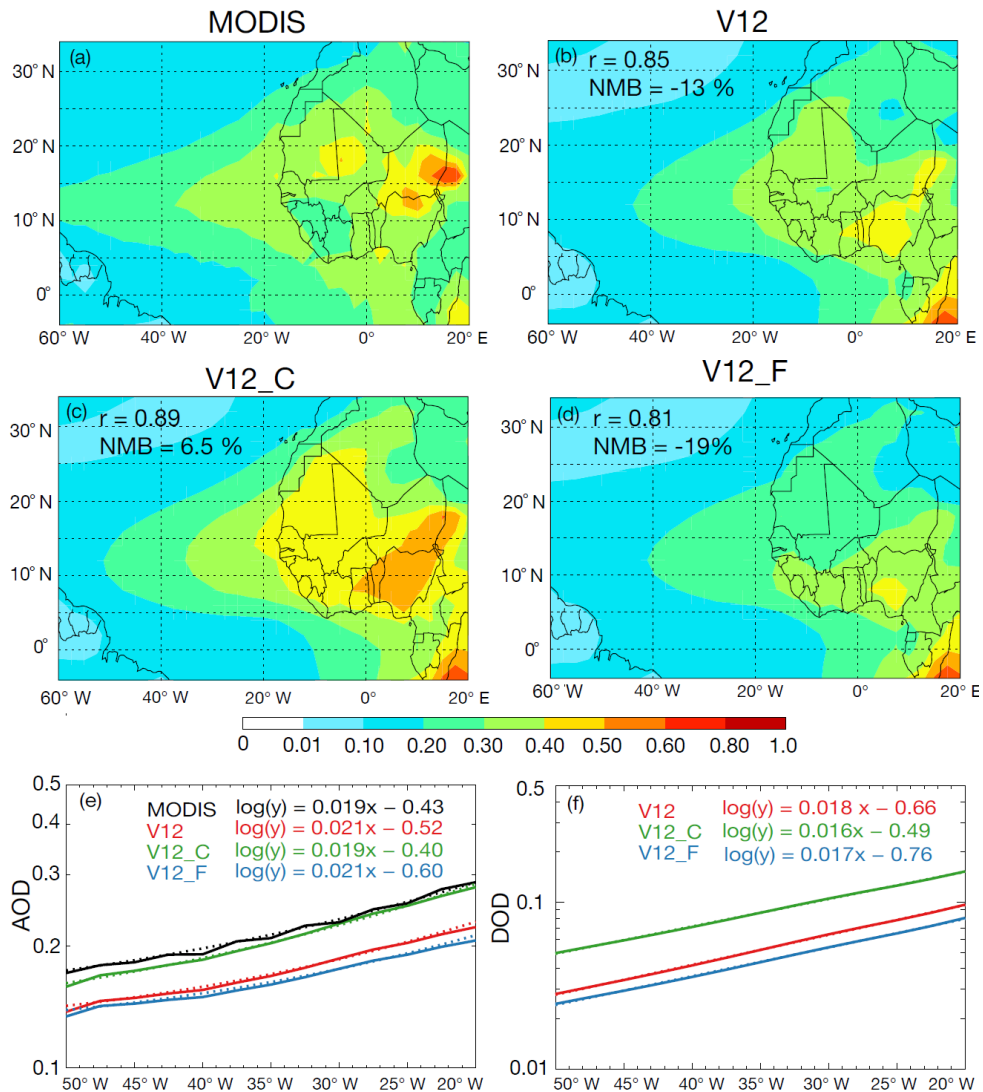 MODIS V12
(a) (b) r = 0.85
NMB = -13 %
30° N 30° N
20° N 20° N
10° N 10° N
0° 0°
60° W 40° W 20° W 0° 20° E 60° W 40° W 20° W 0° 20° E
V12_C V12_F
(c) r = 0.89 (d) r = 0.81
NMB = 6.5 % NMB = -19%
30° N 30° N
20° N 20° N
10° N 10° N
0° 0°
60° W 40° W 20° W 0° 20° E 60° W 40° W 20° W 0° 20° E
0 0.01 0.10 0.20 0.30 0.40 0.50 0.60 0.80 1.0
(e) MODIS log(y) = 0.019x − 0.43
V12 log(y) = 0.021x − 0.52
V12_C log(y) = 0.019x − 0.40
V12_F log(y) = 0.021x − 0.60
AOD
0.5
0.4
0.3
0.2
0.1
50° W 45° W 40° W 35° W 30° W 25° W 20° W
(f) V12 log(y) = 0.018 x − 0.66
V12_C log(y) = 0.016x − 0.49
V12_F log(y) = 0.017x − 0.76
DOD
0.5
0.1
0.01
50° W 45° W 40° W 35° W 30° W 25° W 20° W